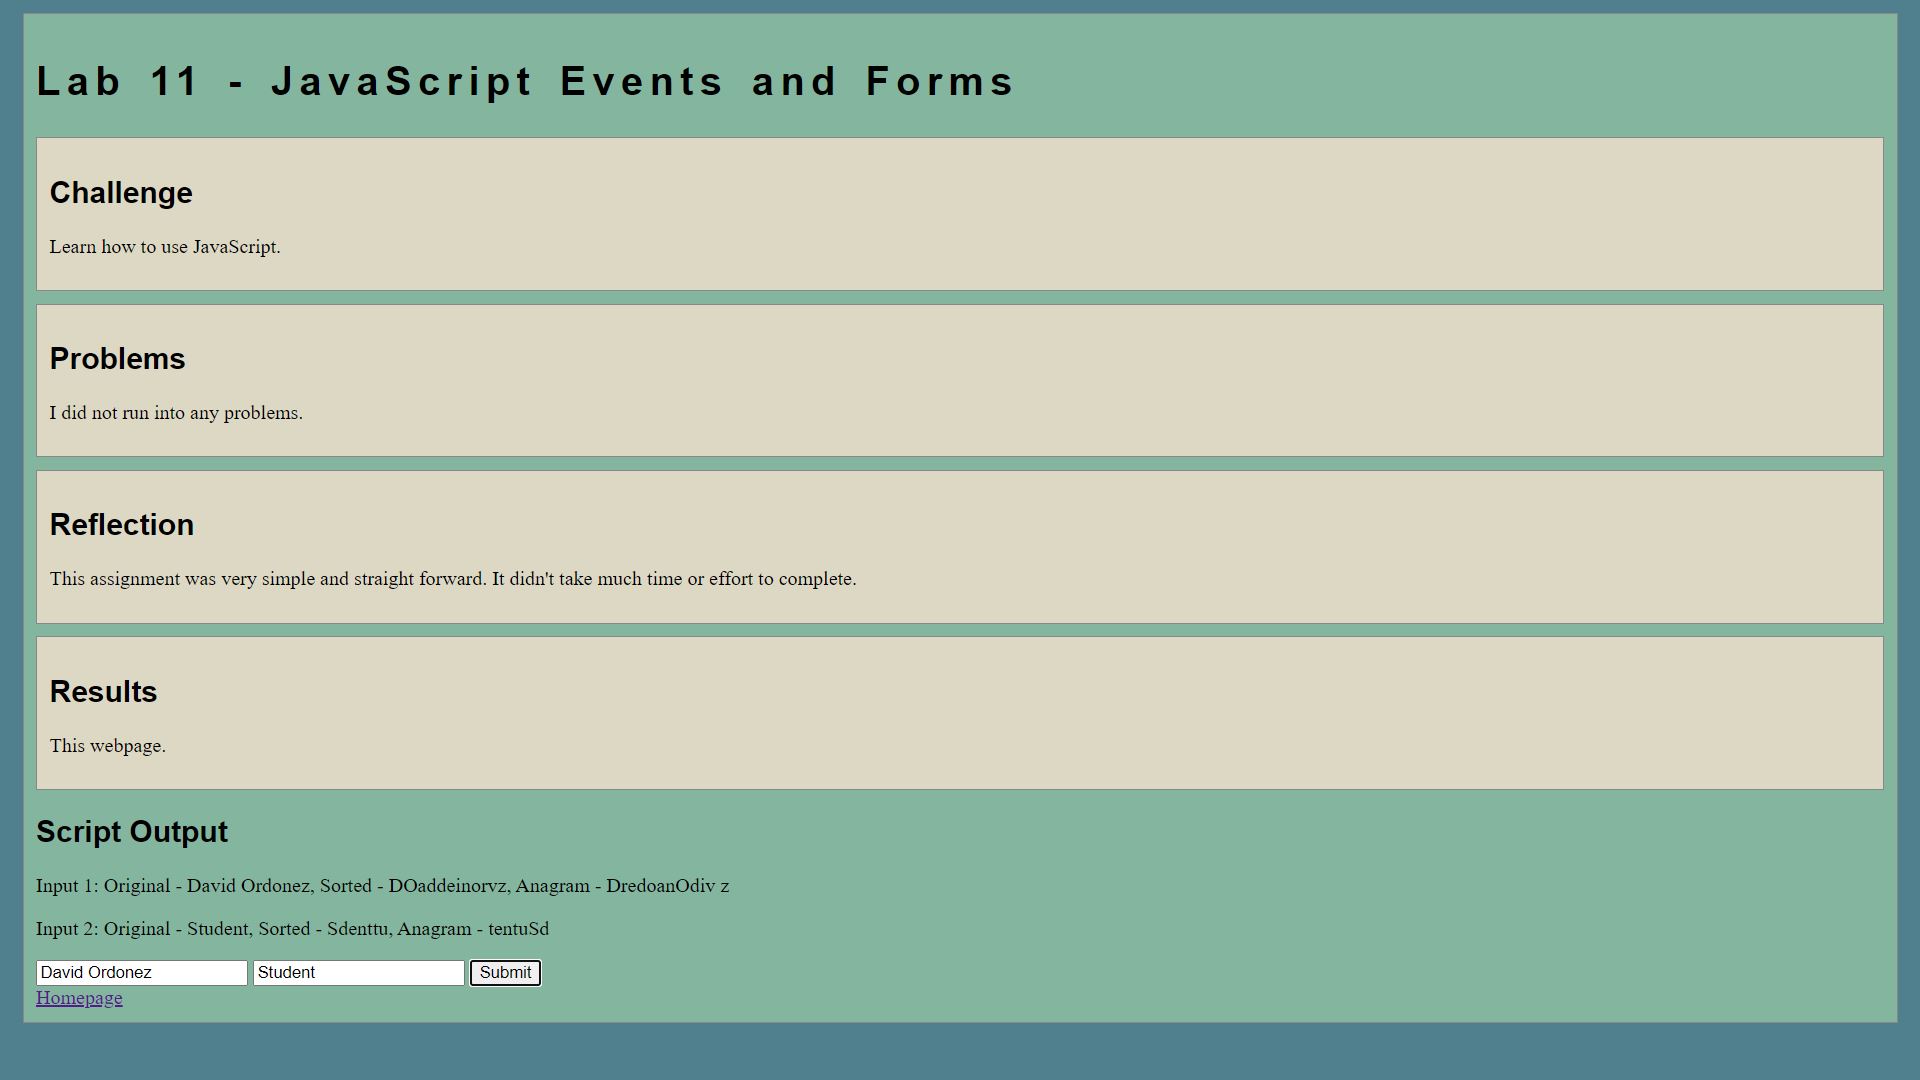 Lab 11 - JavaScript Events and Forms
Challenge
Learn how to use JavaScript.
Problems
I did not run into any problems.
Reflection
This assignment was very simple and straight forward. It didn't take much time or effort to complete.
Results
This webpage.
Script Output
Input 1: Original - David Ordonez, Sorted - DOaddeinorvz, Anagram - DredoanOdiv z
Input 2: Original - Student, Sorted - Sdenttu, Anagram - tentuSd
David Ordonez Student Submit
Homepage